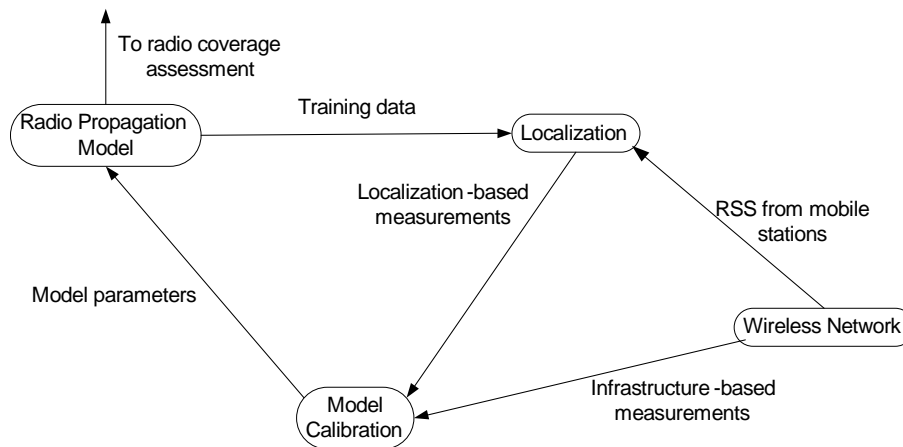 To radio coverage
assessment
Radio Propagation
Model
Training data
Localization
Localization -based
measurements
RSS from mobile
stations
Model parameters
Wireless Network
Infrastructure -based
measurements
Model
Calibration